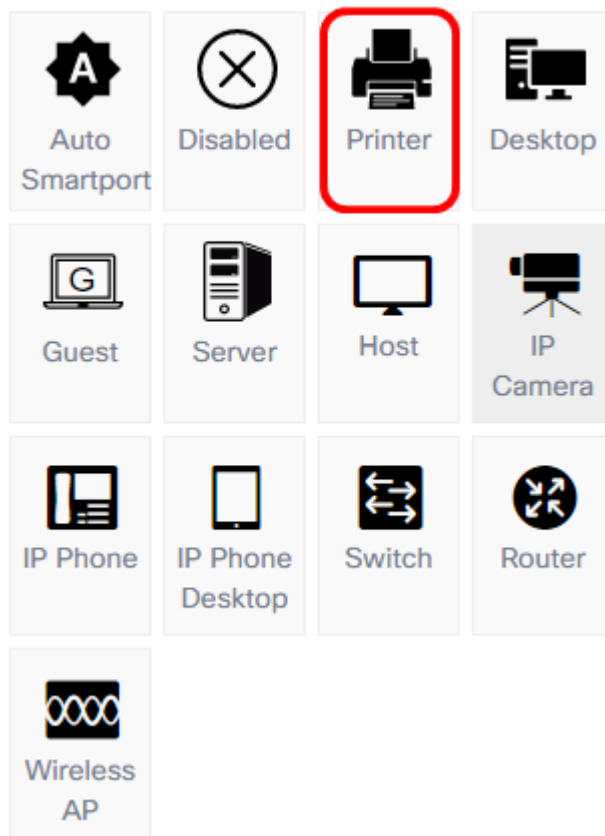 A
Auto
Smartport
Disabled
Printer
Desktop
G
Guest
Server
Host
IP
Camera
IP Phone
IP Phone
Desktop
Switch
Router
Wireless
AP